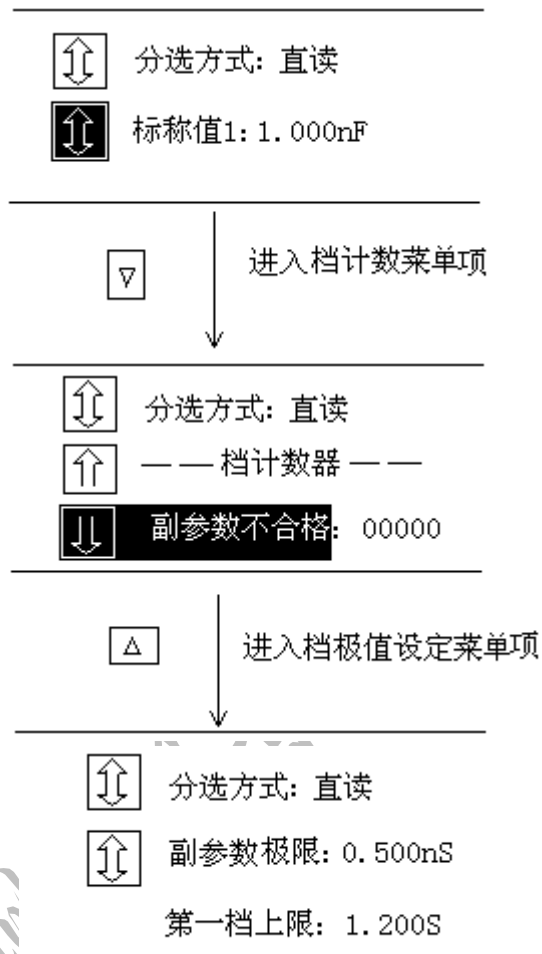 分选方式: 直读
标称值1: 1.000nF
进入档计数菜单项
分选方式: 直读
—— 档计数器 ——
副参数不合格: 00000
进入档极值设定菜单项
分选方式: 直读
副参数极限: 0.500nS
第一档上限: 1.200S